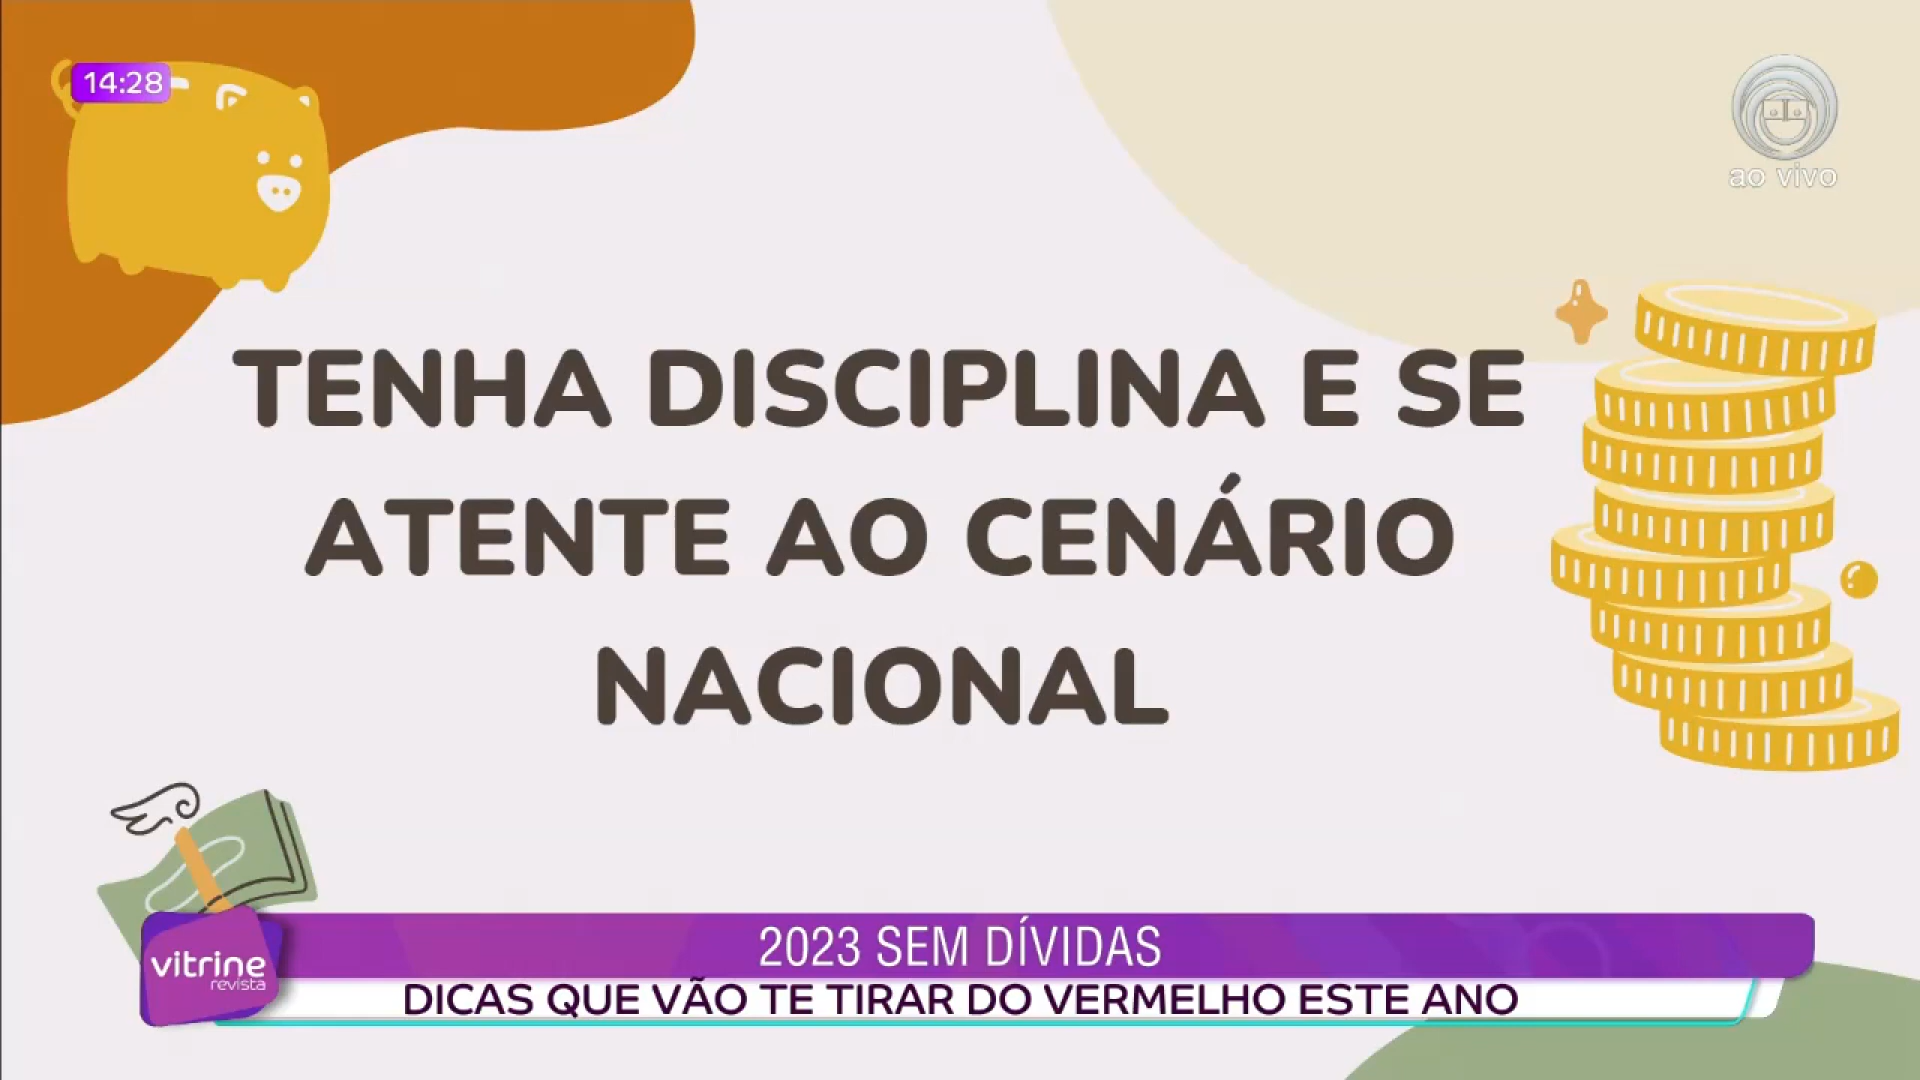 14:28
ao vivo
TENHA DISCIPLINA E SE
ATENTE AO CENÁRIO
NACIONAL
2023 SEM DÍVIDAS
vitrine
revista
DICAS QUE VÃO TE TIRAR DO VERMELHO ESTE ANO